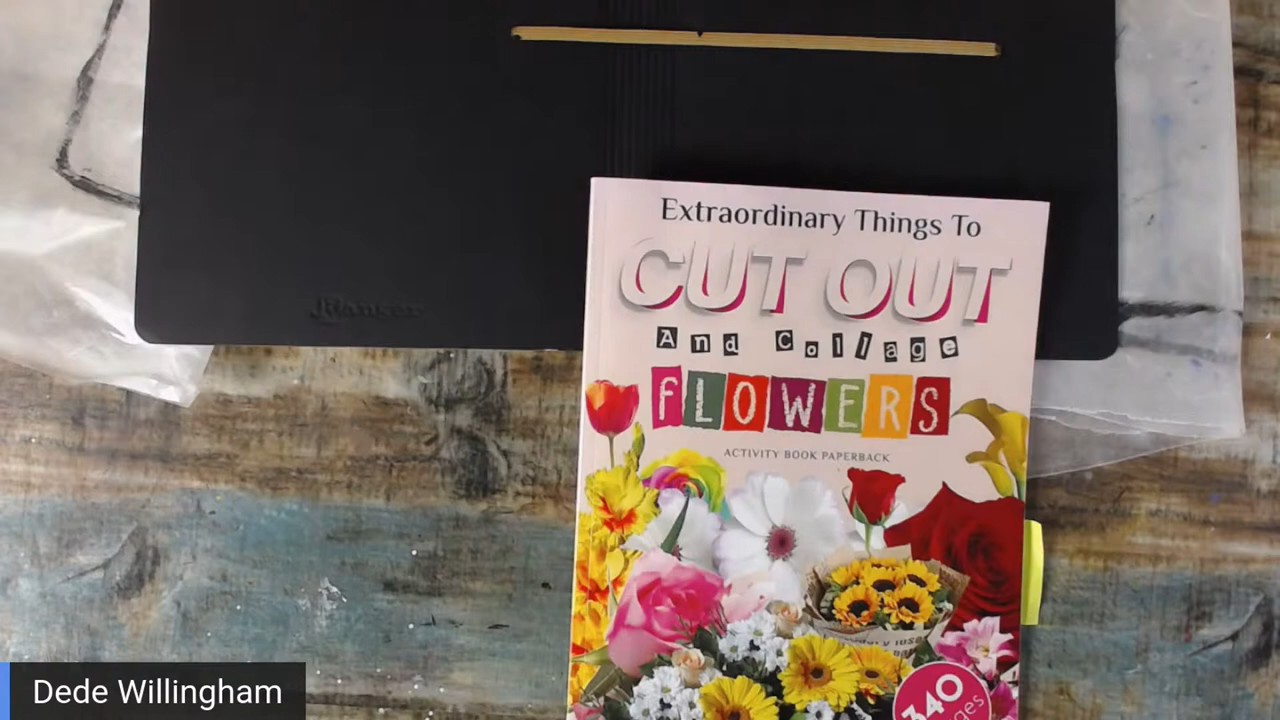 Extraordinary Things To
CUT OUT
And Collage
FLOWERS
ACTIVITY BOOK PAPERBACK
340
Dede Willingham